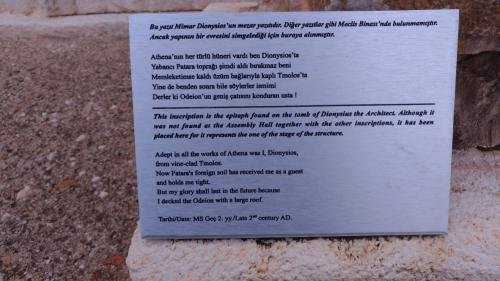 Bu yazıt Mimar Dionysios'un mezar yazıtıdır. Diğer yazıtlar gibi Meclis Binası'nde bulunmamıştır.
Ancak yapının bir evresini simgelediği için buraya alınmıştır.
Athena'nın her türlü hüneri vardı ben Dionysios'ta
Yabancı Patara toprağı şimdi aldı bırakmaz beni
Memleketimse kaldı üzüm bağlarıyla kaplı Tmolos'ta
Yine de benden sonra bile söylerler ismimi
Derler ki Odeion'un geniş çatısını konduran usta !
This inscription is the epitaph found on the tomb of Dionysius the Architect. Although it
was not found at the Assembly Hall together with the other inscriptions, it has been
placed here for it represents the one of the stage of the structure.
Adept in all the works of Athena was I, Dionysios,
from vine-clad Tmolos.
Now Patara's foreign soil has received me as a guest
and holds me tight.
But my glory shall last in the future because
I decked the Odeion with a large roof.
Tarihi/Date: MS Geç 2. yy/Late 2nd century AD.